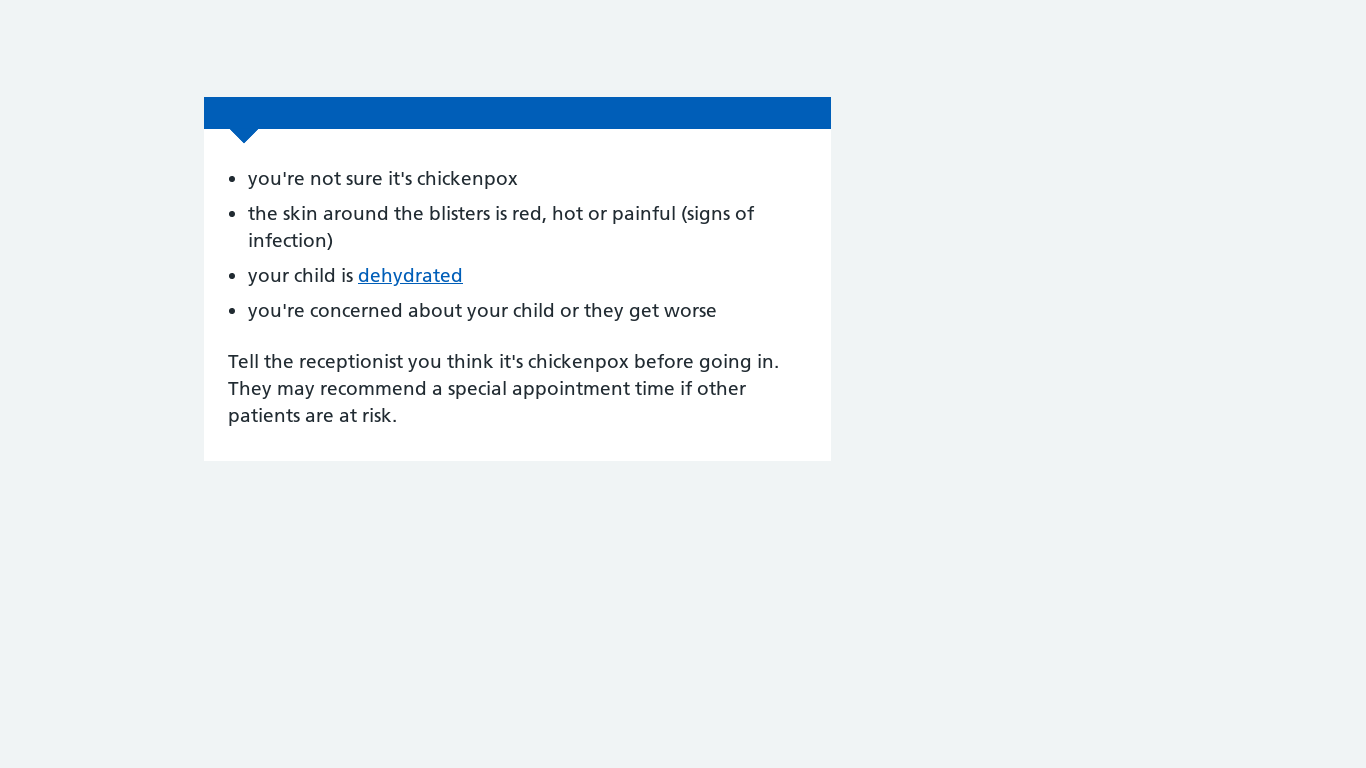 you're not sure it's chickenpox
the skin around the blisters is red, hot or painful (signs of
infection)
your child is dehydrated
you're concerned about your child or they get worse
Tell the receptionist you think it's chickenpox before going in.
They may recommend a special appointment time if other
patients are at risk.